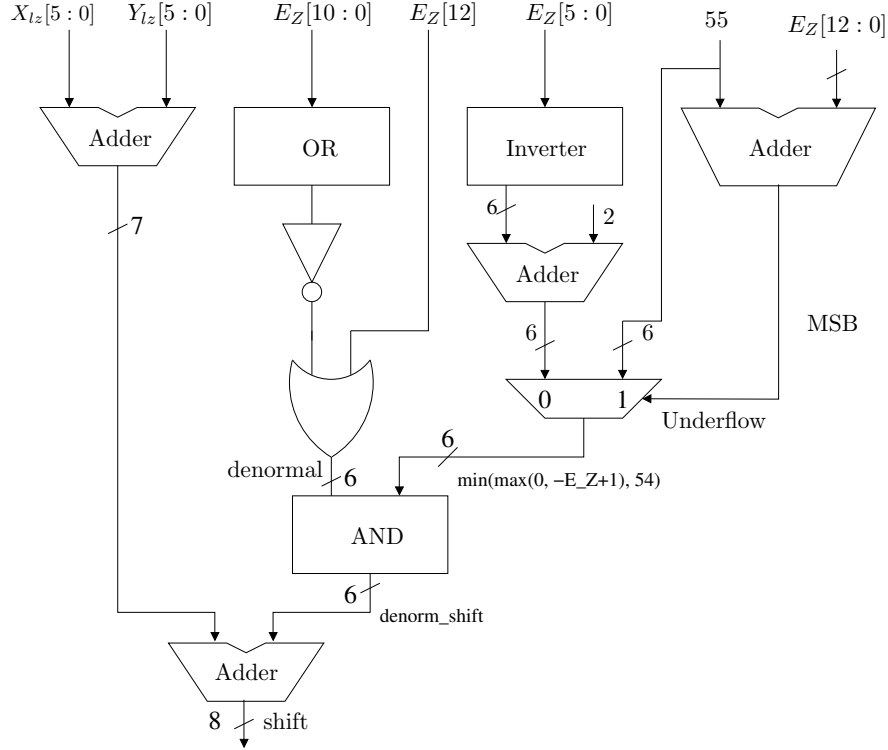 X_{lz}[5 : 0]
Y_{lz}[5 : 0]
E_Z[10 : 0]
E_Z[12]
E_Z[5 : 0]
55
E_Z[12 : 0]
Adder
OR
Inverter
Adder
6
2
7
Adder
6
6
MSB
0
1
Underflow
6
denormal
6
min(max(0, −E_Z+1), 54)
AND
6
denorm_shift
Adder
8
shift